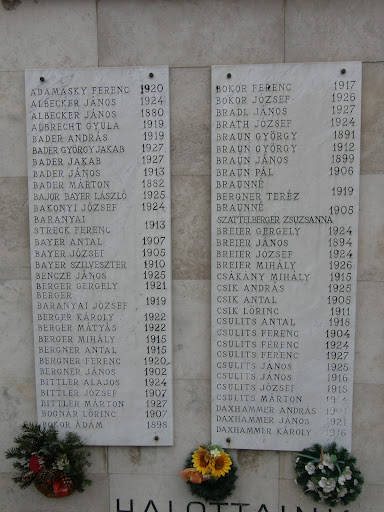 ADAMÁSKY FERENC 1920
ALBECKER JÁNOS 1924
ALBECKER JÁNOS 1880
ALBRECHT GYULA 1919
BADER ANDRÁS 1919
BADER GYÖRGY JAKAB 1927
BADER JAKAB 1927
BADER JÁNOS 1913
BADER MÁRTON 1882
BAJOR BAYER LÁSZLÓ 1925
BAKONYI JÓZSEF 1924
BARANYAI
STRECK FERENC 1913
BAYER ANTAL 1907
BAYER JÓZSEF 1905
BAYER SZILVESZTER 1910
BENCZE JÁNOS 1925
BERGER GERGELY 1921
BERGER
BARANYAI JÓZSEF 1919
BERGER KÁROLY 1922
BERGER MÁTYÁS 1922
BERGER MIHÁLY 1915
BERGNER ANTAL 1915
BERGNER FERENC 1920
BERGNER JÁNOS 1902
BITTLER ALAJOS 1924
BITTLER JÓZSEF 1907
BITTLER MÁRTON 1927
BOGNÁR LŐRINC 1907
BOKOR ÁDÁM 1898
BOKOR FERENC 1917
BOKOR JÓZSEF 1926
BRADL JÁNOS 1927
BRATH JÓZSEF 1924
BRAUN GYÖRGY 1891
BRAUN GYÖRGY 1912
BRAUN JÁNOS 1899
BRAUN PÁL 1906
BRAUNNÉ
BERGNER TERÉZ 1919
BRAUNNÉ
SZATTELBERGER ZSUZSANNA 1905
BREIER GERGELY 1924
BREIER JÁNOS 1894
BREIER JÓZSEF 1924
BREIER MIHÁLY 1926
CSÁKÁNY MIHÁLY 1915
CSIK ANDRÁS 1925
CSIK ANTAL 1905
CSIK LŐRINC 1911
CSULITS ANTAL 1918
CSULITS FERENC 1904
CSULITS FERENC 1924
CSULITS FERENC 1927
CSULITS JÁNOS 1925
CSULITS JÁNOS 1916
CSULITS JÓZSEF 1915
CSULITS MÁRTON
DAXHAMMER ANDRÁS
DAXHAMMER JÁNOS 1921
DAXHAMMER KÁROLY 1916
HALOTTAINK